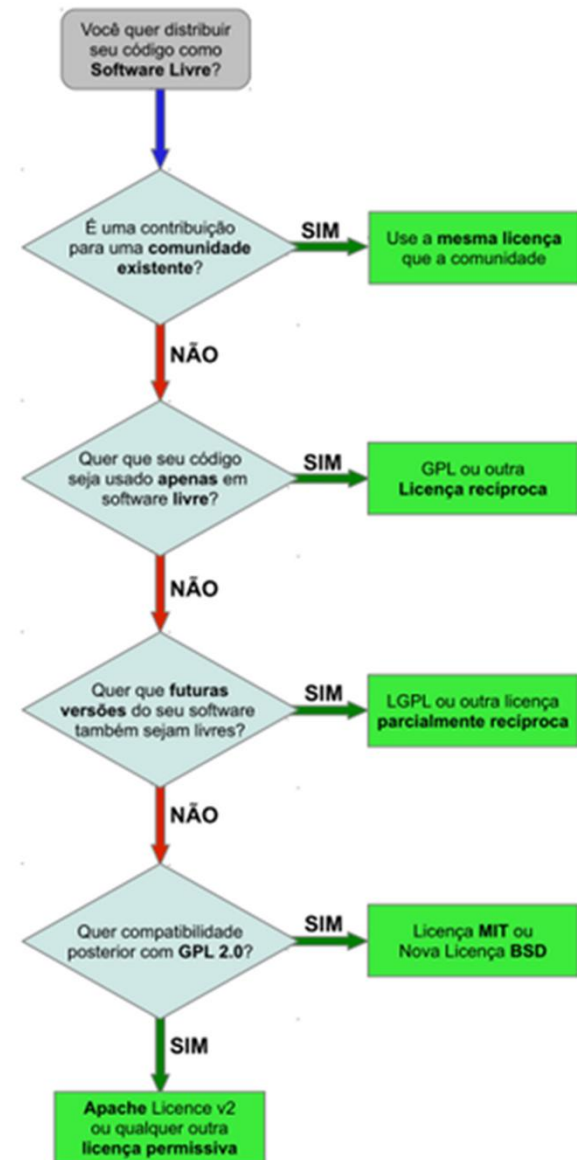 Você quer distribuir
seu código como
Software Livre?
É uma contribuição
para uma comunidade
existente?
SIM
Use a mesma licença
que a comunidade
NÃO
Quer que seu código
seja usado apenas em
software livre?
SIM
GPL ou outra
Licença reciproca
NÃO
Quer que futuras
versões do seu software
também sejam livres?
SIM
LGPL ou outra licença
parcialmente reciproca
NÃO
Quer compatibilidade
posterior com GPL 2.0?
SIM
Licença MIT ou
Nova Licença BSD
SIM
Apache Licence v2
ou qualquer outra
licença permissiva